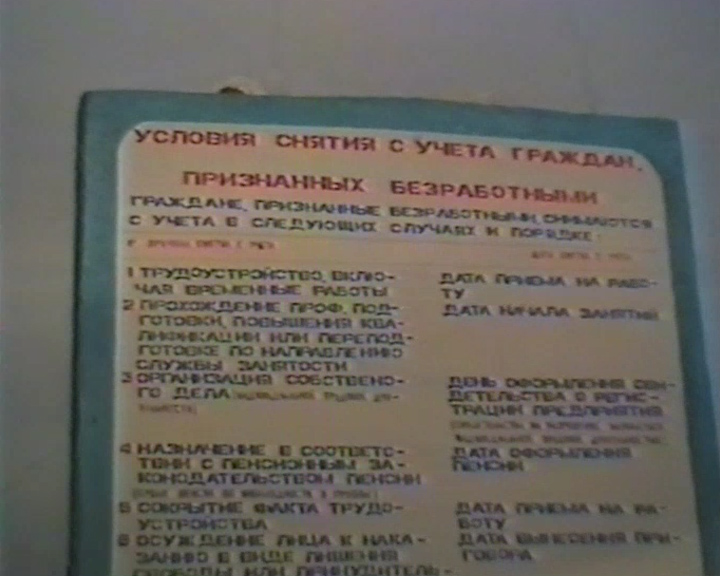 УСЛОВИЯ СНЯТИЯ С УЧЕТА ГРАЖДАН,
ПРИЗНАННЫХ БЕЗРАБОТНЫМИ
ГРАЖДАНЕ, ПРИЗНАННЫЕ БЕЗРАБОТНЫМИ, СНИМАЮТСЯ
С УЧЕТА В СЛЕДУЮЩИХ СЛУЧАЯХ И ПОРЯДКЕ:
1 ТРУДОУСТРОЙСТВО, ВКЛЮ-
ЧАЯ ВРЕМЕННЫЕ РАБОТЫ
ДАТА ПРИЕМА НА РАБО-
ТУ
2 ПРОХОЖДЕНИЕ ПРОФ. ПОД-
ГОТОВКИ, ПОВЫШЕНИЯ КВА-
ЛИФИКАЦИИ ИЛИ ПЕРЕПОД-
ГОТОВКЕ ПО НАПРАВЛЕНИЮ
СЛУЖБЫ ЗАНЯТОСТИ
ДАТА НАЧАЛА ЗАНЯТИЙ
3 ОРГАНИЗАЦИЯ СОБСТВЕНО-
ГО ДЕЛА
ДЕНЬ ОФОРМЛЕНИЯ СВИ-
ДЕТЕЛЬСТВА О РЕГИС-
ТРАЦИИ ПРЕДПРИЯТИЯ
4 НАЗНАЧЕНИЕ В СООТВЕТС-
ТВИИ С ПЕНСИОННЫМ ЗА-
КОНОДАТЕЛЬСТВОМ ПЕНСИИ
ДАТА ОФОРМЛЕНИЯ
ПЕНСИИ
5 СОКРЫТИЕ ФАКТА ТРУДО-
УСТРОЙСТВА
ДАТА ПРИЕМА НА РА-
БОТУ
6 ОСУЖДЕНИЕ ЛИЦА К НАКА-
ЗАНИЮ В ВИДЕ ЛИШЕНИЯ
СВОБОДЫ ИЛИ ПРИНУДИТЕЛЬ-
ДАТА ВЫНЕСЕНИЯ ПРИ-
ГОВОРА